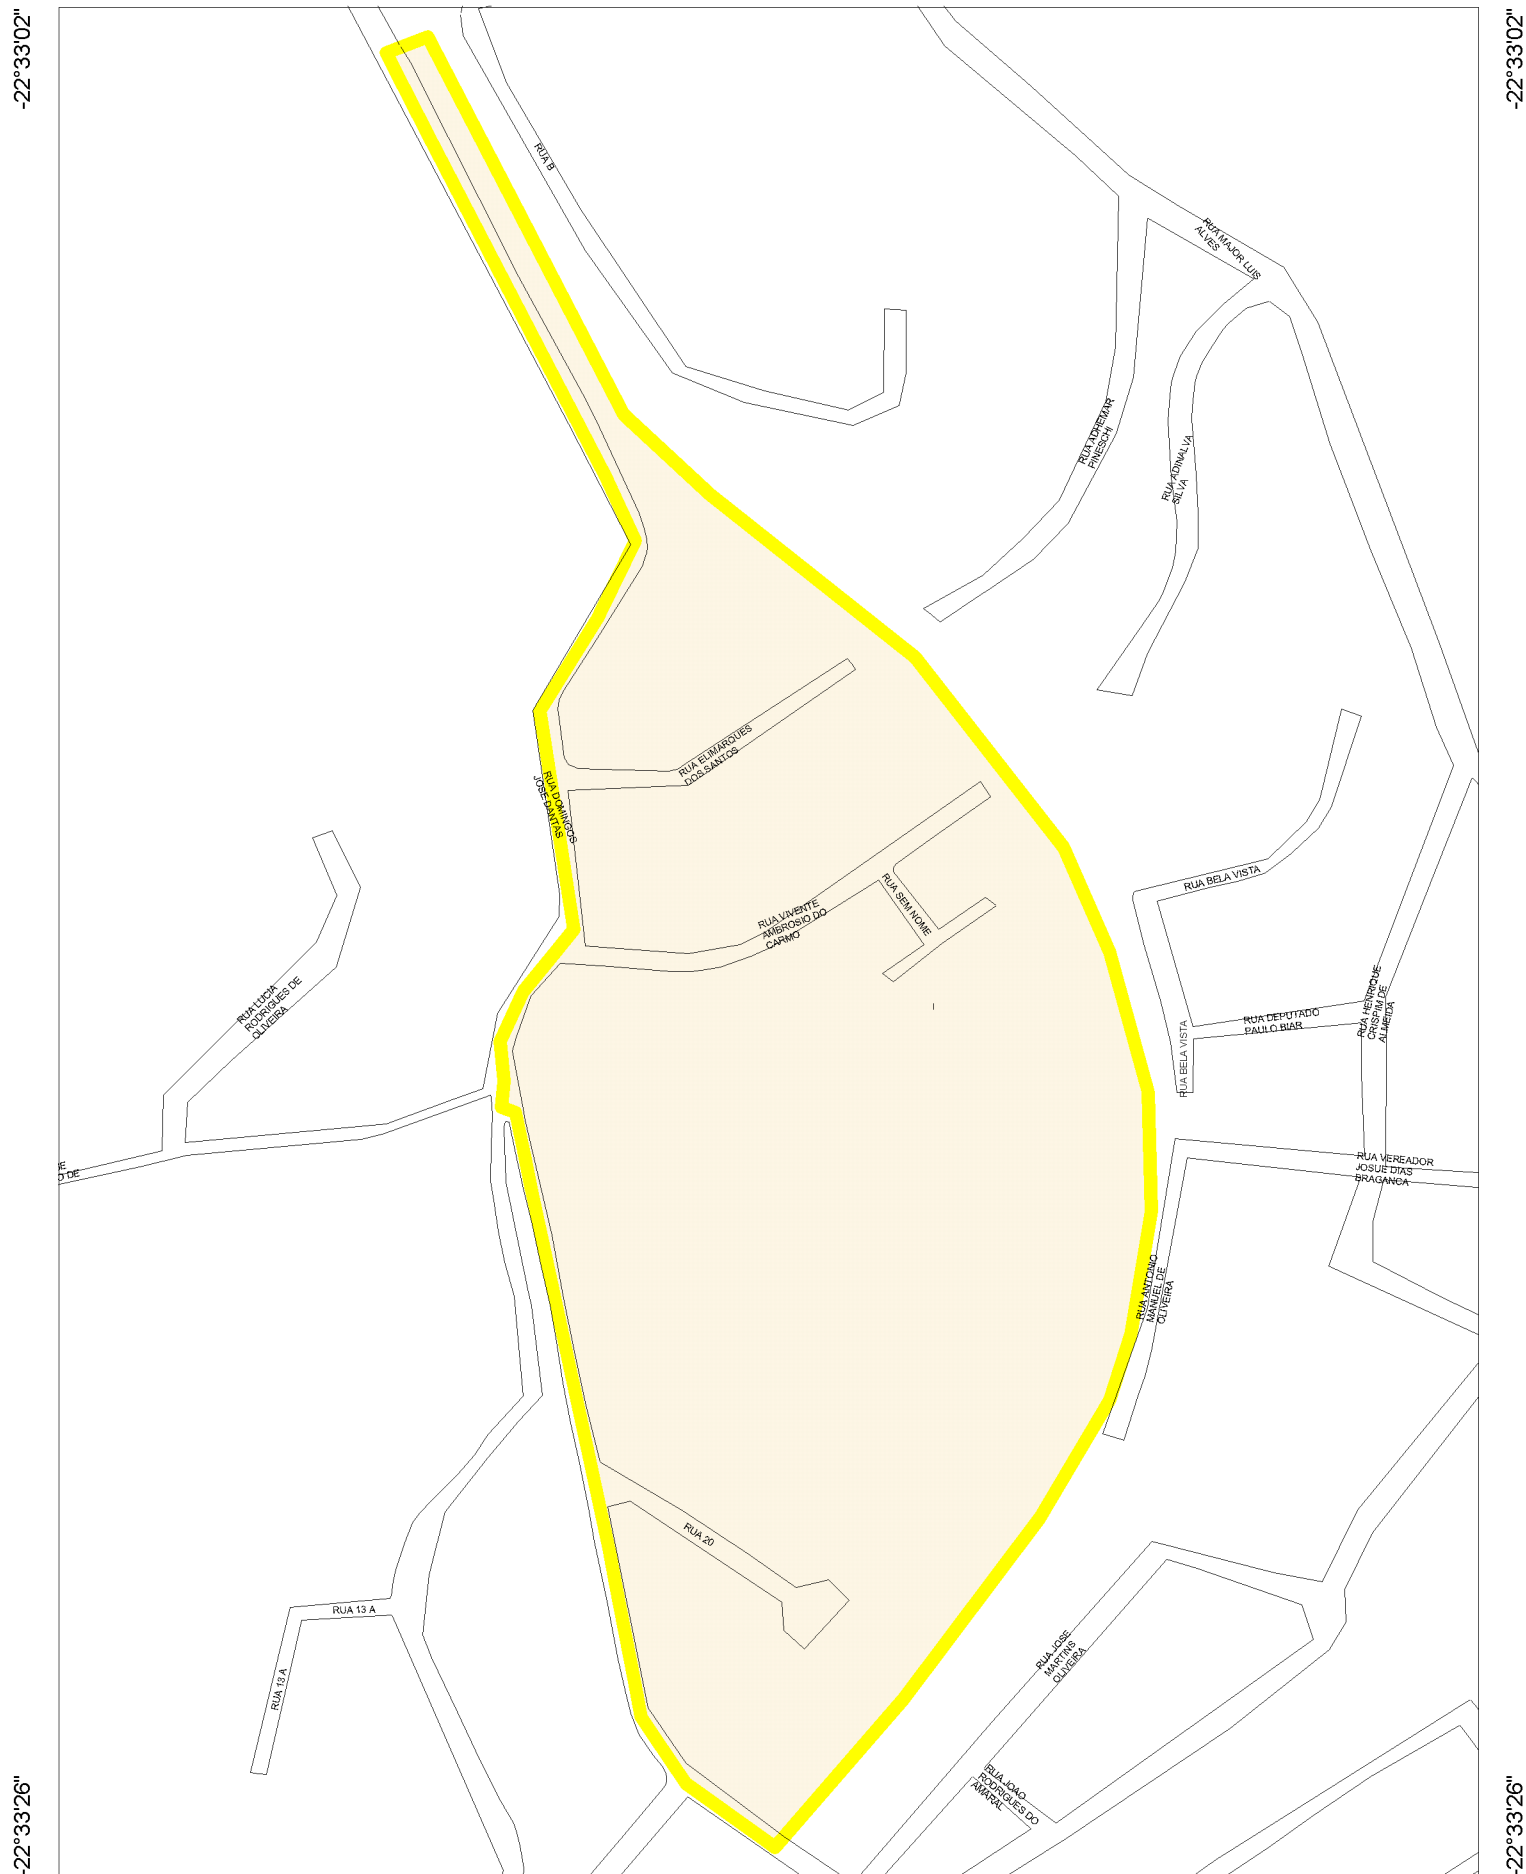 -22°33'02"
-22°33'02"
RUA B
RUA MAJOR LUIS
ALVES
RUA ADHEMAR
PINESCHI
RUA ADINALVA
SILVA
RUA ELIMARQUES
DOS SANTOS
RUA DOMINGOS
JOSE DANTAS
RUA BELA VISTA
RUA SEM NOME
RUA VIVENTE
AMBROSIO DO
CARMO
RUA LUCIA
RODRIGUES DE
OLIVEIRA
RUA HENRIQUE
CRISPIM DE
ALMEIDA
RUA DEPUTADO
PAULO BIAR
RUA BELA VISTA
DE
RUA VEREADOR
JOSUE DIAS
BRAGANCA
RUA ANTONIO
MANUEL DE
OLIVEIRA
RUA 20
RUA 13 A
RUA 13 A
RUA JOSE
MARTINS
OLIVEIRA
RUA JOAO
RODRIGUES DO
AMARAL
-22°33'26"
-22°33'26"